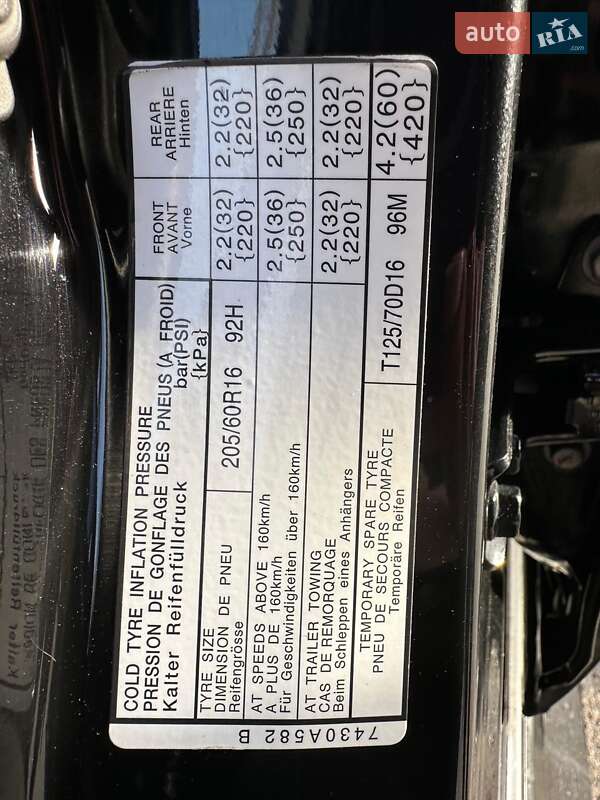 auto RIA .com
COLD TYRE INFLATION PRESSURE
PRESSION DE GONFLAGE DES PNEUS (A FROID)
Kalter Reifenfülldruck
bar(PSI)
{kPa}
FRONT
AVANT
Vorne
REAR
ARRIERE
Hinten
TYRE SIZE
DIMENSION DE PNEU
Reifengrösse
205/60R16 92H
2.2(32)
{220}
2.2(32)
{220}
AT SPEEDS ABOVE 160km/h
A PLUS DE 160km/h
Für Geschwindigkeiten über 160km/h
2.5(36)
{250}
2.5(36)
{250}
AT TRAILER TOWING
CAS DE REMORQUAGE
Beim Schleppen eines Anhängers
2.2(32)
{220}
2.2(32)
{220}
TEMPORARY SPARE TYRE
PNEU DE SECOURS COMPACTE
Temporäre Reifen
T125/70D16 96M
4.2(60)
{420}
7430A582 B